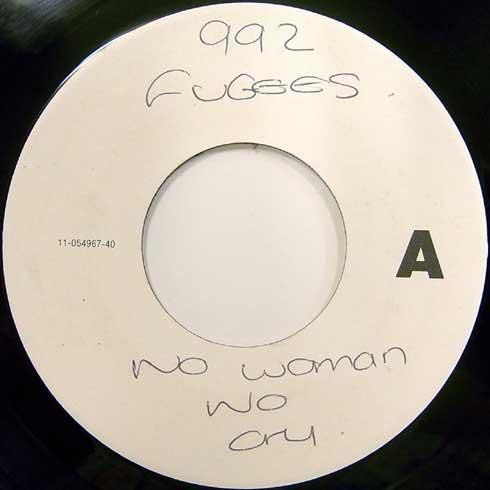 992
FUGEES
11-054967-40
A
No woman
No
cry.